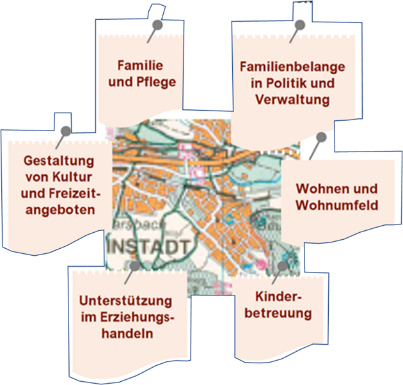 Familie
und Pflege
Familienbelange
in Politik und
Verwaltung
Gestaltung
von Kultur
und Freizeit-
angeboten
Wohnen und
Wohnumfeld
INSTADT
Unterstützung
im Erziehungs-
handeln
Kinder-
betreuung